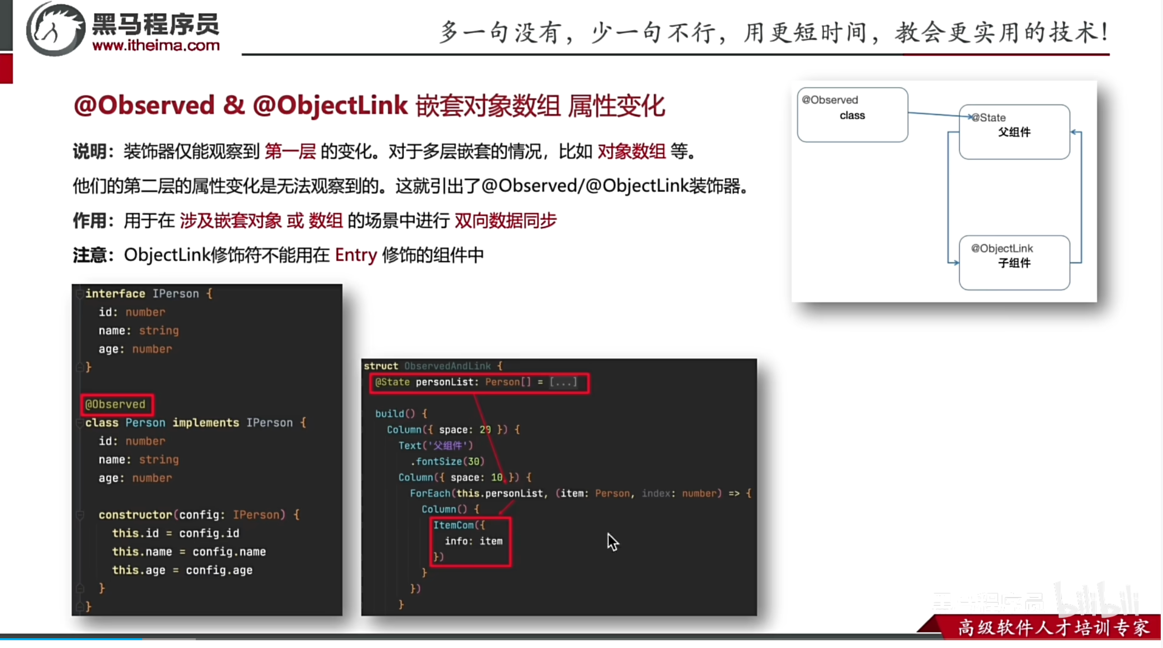 黑马程序员
www.itheima.com
多一句没有，少一句不行，用更短时间，教会更实用的技术！
@Observed & @ObjectLink 嵌套对象数组 属性变化
说明：装饰器仅能观察到 第一层 的变化。对于多层嵌套的情况，比如 对象数组 等。
他们的第二层的属性变化是无法观察到的。这就引出了@Observed/@ObjectLink装饰器。
作用：用于在 涉及嵌套对象 或 数组 的场景中进行 双向数据同步
注意：ObjectLink修饰符不能用在 Entry 修饰的组件中
@Observed
class
@State
父组件
@ObjectLink
子组件
interface IPerson {
id: number
name: string
age: number
}
@Observed
class Person implements IPerson {
id: number
name: string
age: number
constructor(config: IPerson) {
this.id = config.id
this.name = config.name
this.age = config.age
}
}
struct ObservedAndLink {
@State personList: Person[] = [...]
build() {
Column({ space: 20 }) {
Text('父组件')
.fontSize(30)
Column({ space: 10 }) {
ForEach(this.personList, (item: Person, index: number) => {
Column() {
ItemCom({
info: item
})
}
})
}
bilibili
高级软件人才培训专家